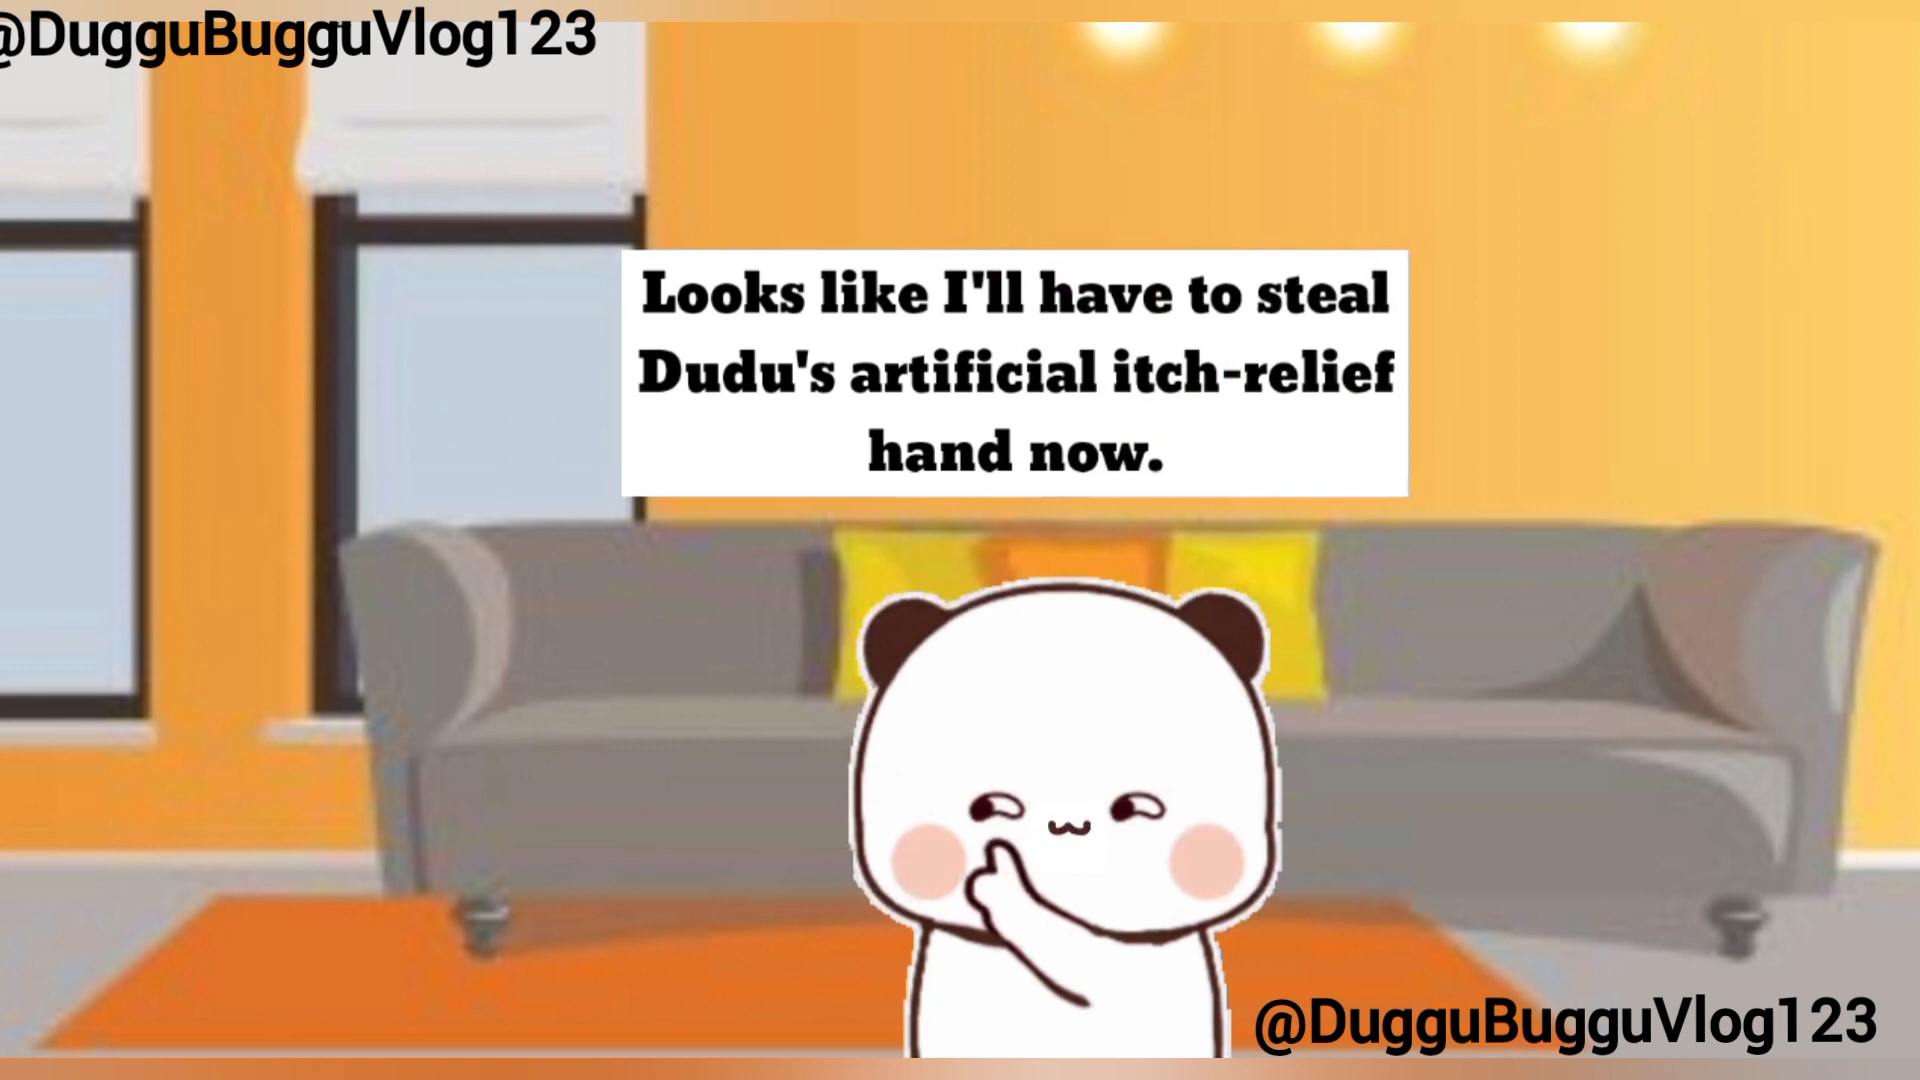 @DugguBugguVlog123
Looks like I'll have to steal
Dudu's artificial itch-relief
hand now.
@DugguBugguVlog123